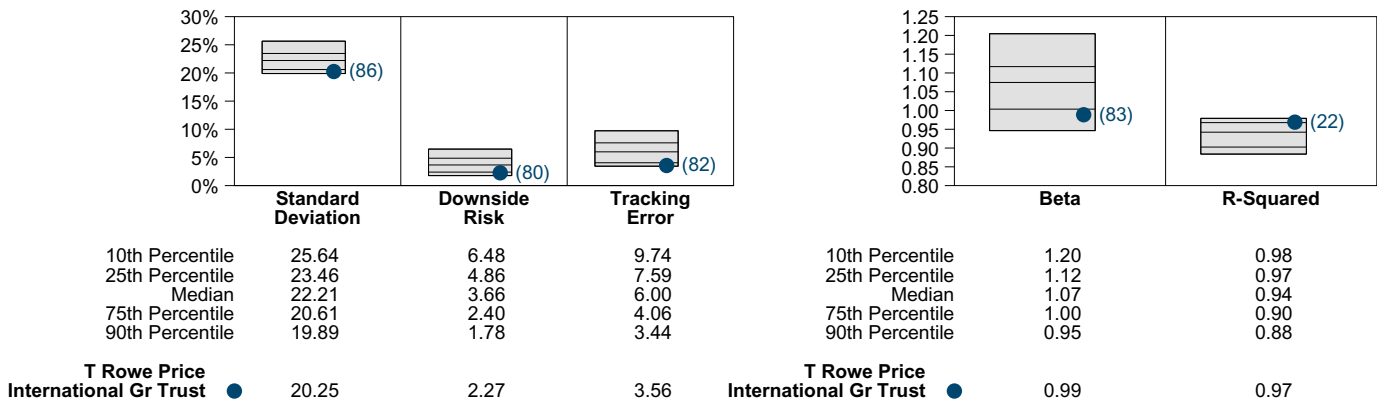 30%
25%
20%
15%
10%
5%
0%
(86)
(80)
(82)
Standard Deviation
Downside Risk
Tracking Error
10th Percentile 25.64 6.48 9.74
25th Percentile 23.46 4.86 7.59
Median 22.21 3.66 6.00
75th Percentile 20.61 2.40 4.06
90th Percentile 19.89 1.78 3.44
T Rowe Price
International Gr Trust 20.25 2.27 3.56
1.25
1.20
1.15
1.10
1.05
1.00
0.95
0.90
0.85
0.80
(83)
(22)
Beta
R-Squared
10th Percentile 1.20 0.98
25th Percentile 1.12 0.97
Median 1.07 0.94
75th Percentile 1.00 0.90
90th Percentile 0.95 0.88
T Rowe Price
International Gr Trust 0.99 0.97